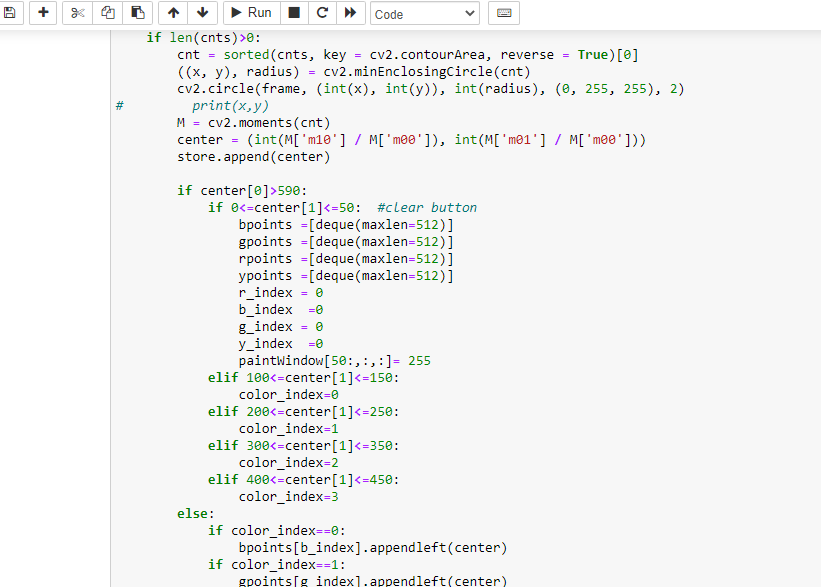 Run
Code
if len(cnts)>0:
cnt = sorted(cnts, key = cv2.contourArea, reverse = True)[0]
((x, y), radius) = cv2.minEnclosingCircle(cnt)
cv2.circle(frame, (int(x), int(y)), int(radius), (0, 255, 255), 2)
# print(x,y)
M = cv2.moments(cnt)
center = (int(M['m10'] / M['m00']), int(M['m01'] / M['m00']))
store.append(center)
if center[0]>590:
if 0<=center[1]<=50: #clear button
bpoints =[deque(maxlen=512)]
gpoints =[deque(maxlen=512)]
rpoints =[deque(maxlen=512)]
ypoints =[deque(maxlen=512)]
r_index = 0
b_index =0
g_index = 0
y_index =0
paintWindow[50:,:,:]= 255
elif 100<=center[1]<=150:
color_index=0
elif 200<=center[1]<=250:
color_index=1
elif 300<=center[1]<=350:
color_index=2
elif 400<=center[1]<=450:
color_index=3
else:
if color_index==0:
bpoints[b_index].appendleft(center)
if color_index==1:
gpoints[g_index].appendleft(center)